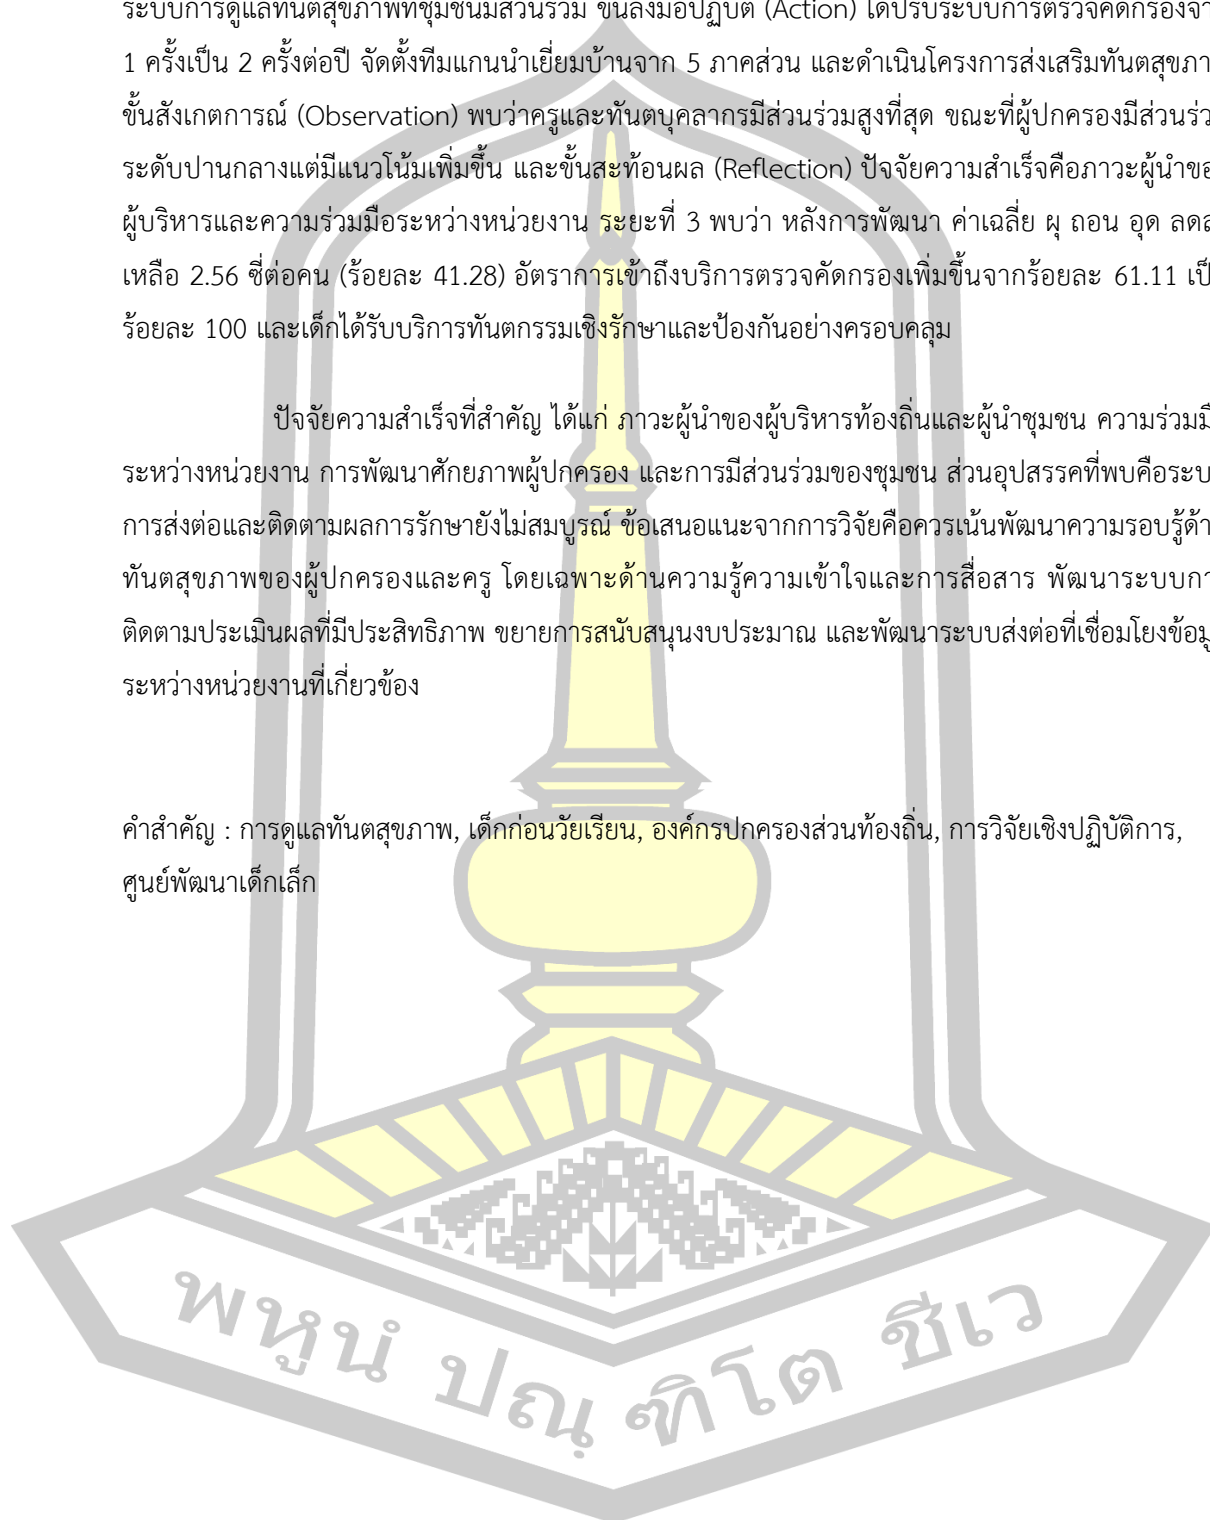 ระบบการดูแลทันตสุขภาพที่ชุมชนมีส่วนร่วม ขั้นลงมือปฏิบัติ (Action) ได้ปรับระบบการตรวจคัดกรองจา
1 ครั้งเป็น 2 ครั้งต่อปี จัดตั้งทีมแกนนำเยี่ยมบ้านจาก 5 ภาคส่วน และดำเนินโครงการส่งเสริมทันตสุขภา
ขั้นสังเกตการณ์ (Observation) พบว่าครูและทันตบุคลากรมีส่วนร่วมสูงที่สุด ขณะที่ผู้ปกครองมีส่วนร่ว
ระดับปานกลางแต่มีแนวโน้มเพิ่มขึ้น และขั้นสะท้อนผล (Reflection) ปัจจัยความสำเร็จคือภาวะผู้นำขอ
ผู้บริหารและความร่วมมือระหว่างหน่วยงาน ระยะที่ 3 พบว่า หลังการพัฒนา ค่าเฉลี่ย ผุ ถอน อุด ลดล
เหลือ 2.56 ซี่ต่อคน (ร้อยละ 41.28) อัตราการเข้าถึงบริการตรวจคัดกรองเพิ่มขึ้นจากร้อยละ 61.11 เป็
ร้อยละ 100 และเด็กได้รับบริการทันตกรรมเชิงรักษาและป้องกันอย่างครอบคลุม
ปัจจัยความสำเร็จที่สำคัญ ได้แก่ ภาวะผู้นำของผู้บริหารท้องถิ่นและผู้นำชุมชน ความร่วมมื
ระหว่างหน่วยงาน การพัฒนาศักยภาพผู้ปกครอง และการมีส่วนร่วมของชุมชน ส่วนอุปสรรคที่พบคือระบ
การส่งต่อและติดตามผลการรักษายังไม่สมบูรณ์ ข้อเสนอแนะจากการวิจัยคือควรเน้นพัฒนาความรอบรู้ด้า
ทันตสุขภาพของผู้ปกครองและครู โดยเฉพาะด้านความรู้ความเข้าใจและการสื่อสาร พัฒนาระบบกา
ติดตามประเมินผลที่มีประสิทธิภาพ ขยายการสนับสนุนงบประมาณ และพัฒนาระบบส่งต่อที่เชื่อมโยงข้อมู
ระหว่างหน่วยงานที่เกี่ยวข้อง
คำสำคัญ : การดูแลทันตสุขภาพ, เด็กก่อนวัยเรียน, องค์กรปกครองส่วนท้องถิ่น, การวิจัยเชิงปฏิบัติการ,
ศูนย์พัฒนาเด็กเล็ก
พหูนํ ปณฺฑิโต ชีเว